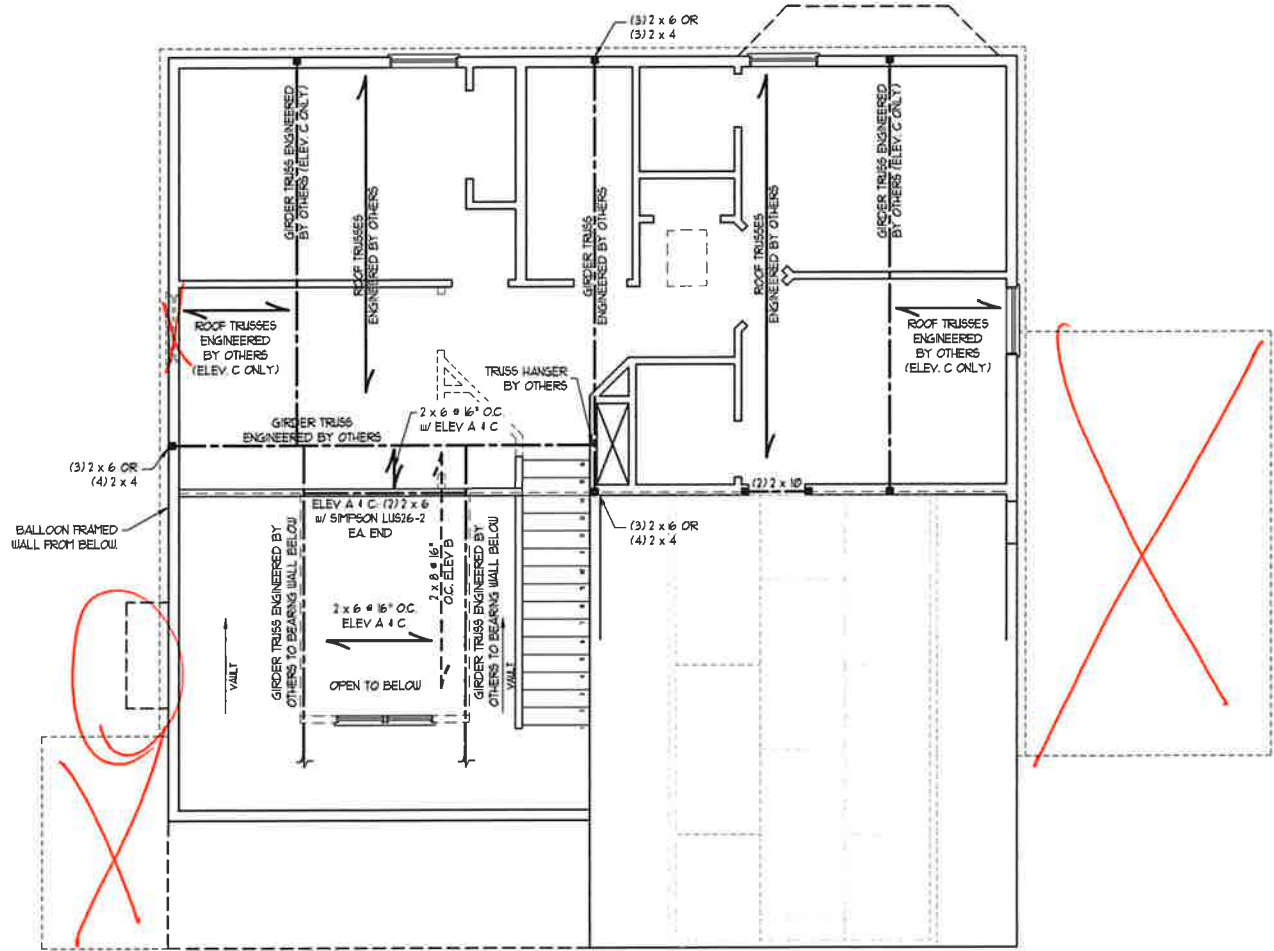 (3) 2 x 6 OR
(3) 2 x 4
GIRDER TRUSS ENGINEERED
BY OTHERS (ELEV. C ONLY)
ROOF TRUSSES
ENGINEERED BY OTHERS
GIRDER TRUSS
ENGINEERED BY OTHERS
ROOF TRUSSES
ENGINEERED BY OTHERS
GIRDER TRUSS ENGINEERED
BY OTHERS (ELEV. C ONLY)
ROOF TRUSSES
ENGINEERED
BY OTHERS
(ELEV. C ONLY)
ROOF TRUSSES
ENGINEERED
BY OTHERS
(ELEV. C ONLY)
TRUSS HANGER
BY OTHERS
2 x 6 @ 16" O.C.
w/ ELEV A & C
GIRDER TRUSS
ENGINEERED BY OTHERS
(3) 2 x 6 OR
(4) 2 x 4
(2) 2 x 10
ELEV A & C: (2) 2 x 6
w/ SIMPSON LUS26-2
EA. END
(3) 2 x 6 OR
(4) 2 x 4
BALLOON FRAMED
WALL FROM BELOW.
GIRDER TRUSS ENGINEERED BY
OTHERS TO BEARING WALL BELOW
2 x 8 @ 16"
O.C. ELEV B
GIRDER TRUSS ENGINEERED BY
OTHERS TO BEARING WALL BELOW
2 x 6 @ 16" O.C.
ELEV A & C
VAULT
VAULT
OPEN TO BELOW